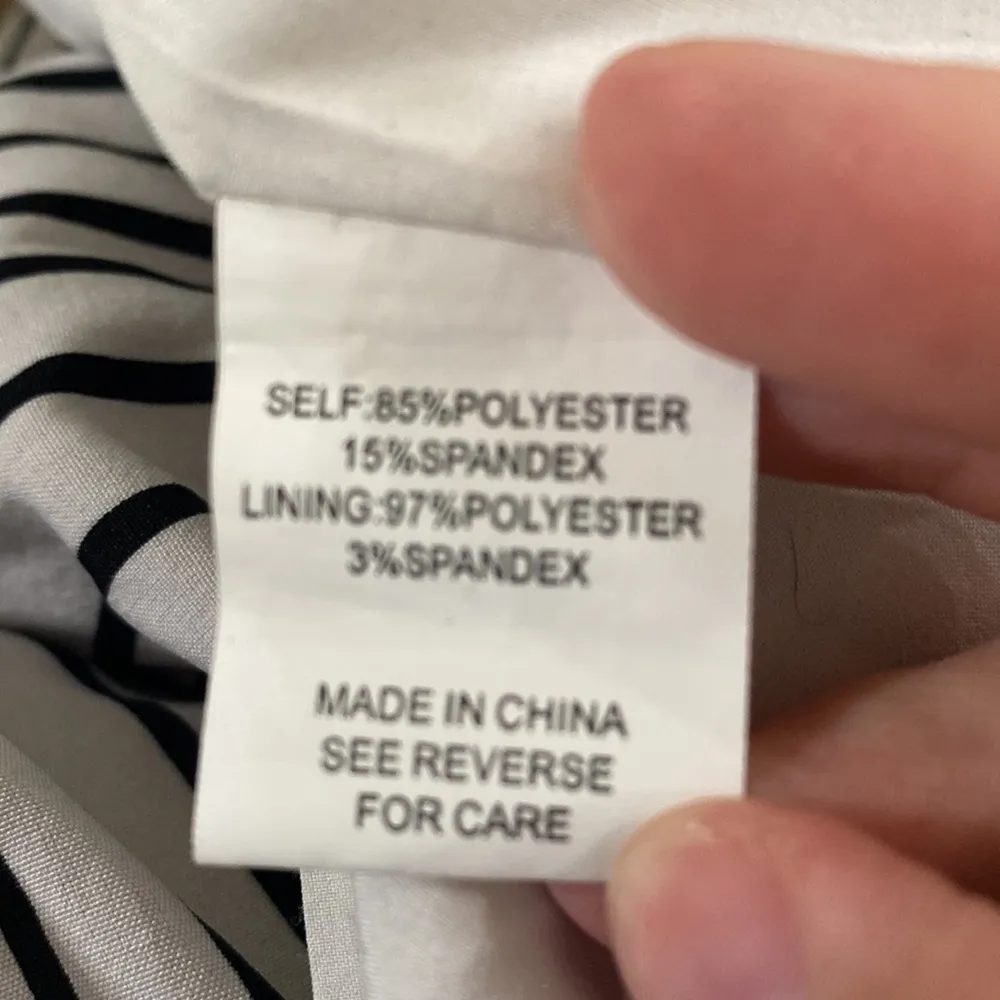 SELF:85%POLYESTER
15%SPANDEX
LINING:97%POLYESTER
3%SPANDEX
MADE IN CHINA
SEE REVERSE
FOR CARE